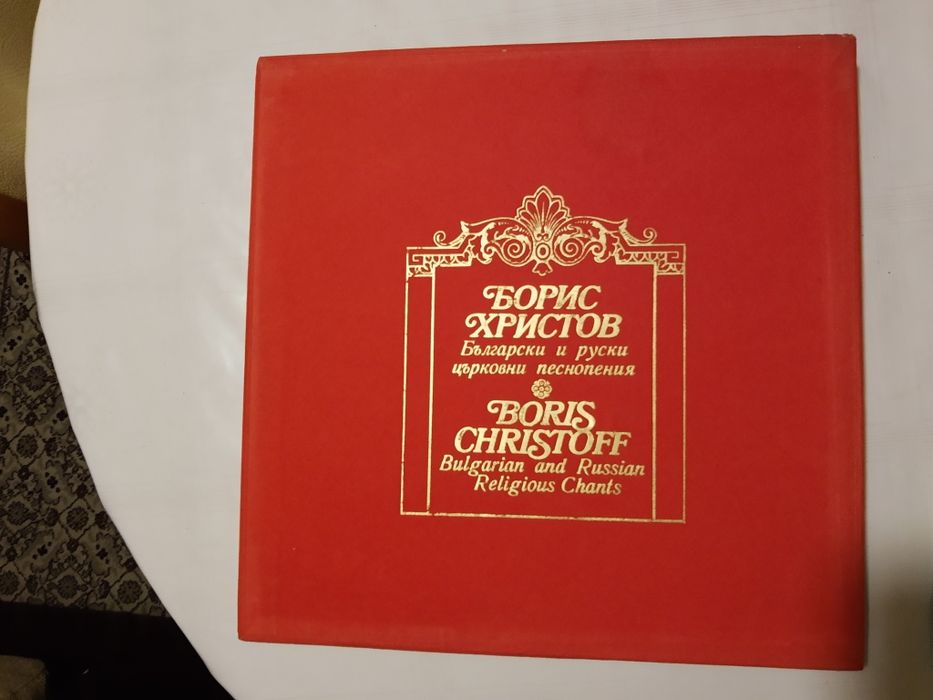 БОРИС
ХРИСТОВ
Български и руски
църковни песнопения
BORIS
CHRISTOFF
Bulgarian and Russian
Religious Chants